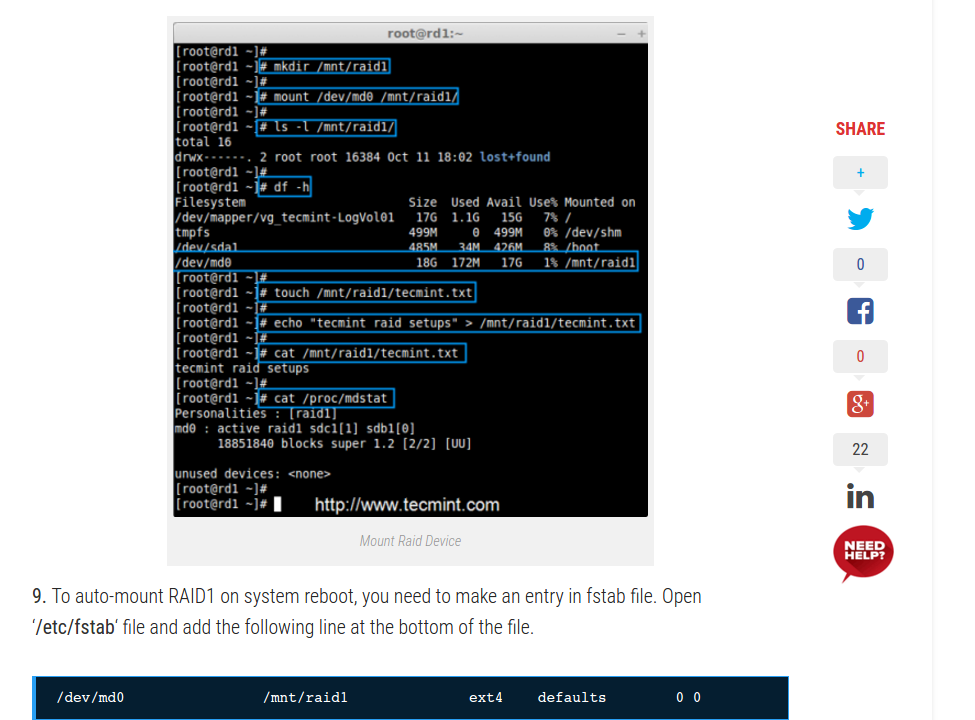 root@rd1:~
[root@rd1 ~]#
[root@rd1 ~]# mkdir /mnt/raid1
[root@rd1 ~]#
[root@rd1 ~]# mount /dev/md0 /mnt/raid1/
[root@rd1 ~]#
[root@rd1 ~]# ls -l /mnt/raid1/
total 16
drwx------. 2 root root 16384 Oct 11 18:02 lost+found
[root@rd1 ~]#
[root@rd1 ~]# df -h
Filesystem Size Used Avail Use% Mounted on
/dev/mapper/vg_tecmint-LogVol01 17G 1.1G 15G 7% /
tmpfs 499M 0 499M 0% /dev/shm
/dev/sda1 485M 34M 426M 8% /boot
/dev/md0 18G 172M 17G 1% /mnt/raid1
[root@rd1 ~]#
[root@rd1 ~]# touch /mnt/raid1/tecmint.txt
[root@rd1 ~]#
[root@rd1 ~]# echo "tecmint raid setups" > /mnt/raid1/tecmint.txt
[root@rd1 ~]#
[root@rd1 ~]# cat /mnt/raid1/tecmint.txt
tecmint raid setups
[root@rd1 ~]#
[root@rd1 ~]# cat /proc/mdstat
Personalities : [raid1]
md0 : active raid1 sdc1[1] sdb1[0]
18851840 blocks super 1.2 [2/2] [UU]
unused devices: <none>
[root@rd1 ~]#
[root@rd1 ~]#
http://www.tecmint.com
Mount Raid Device
9. To auto-mount RAID1 on system reboot, you need to make an entry in fstab file. Open
‘/etc/fstab‘ file and add the following line at the bottom of the file.
/dev/md0 /mnt/raid1 ext4 defaults 0 0
SHARE
+
0
0
22
NEED
HELP?